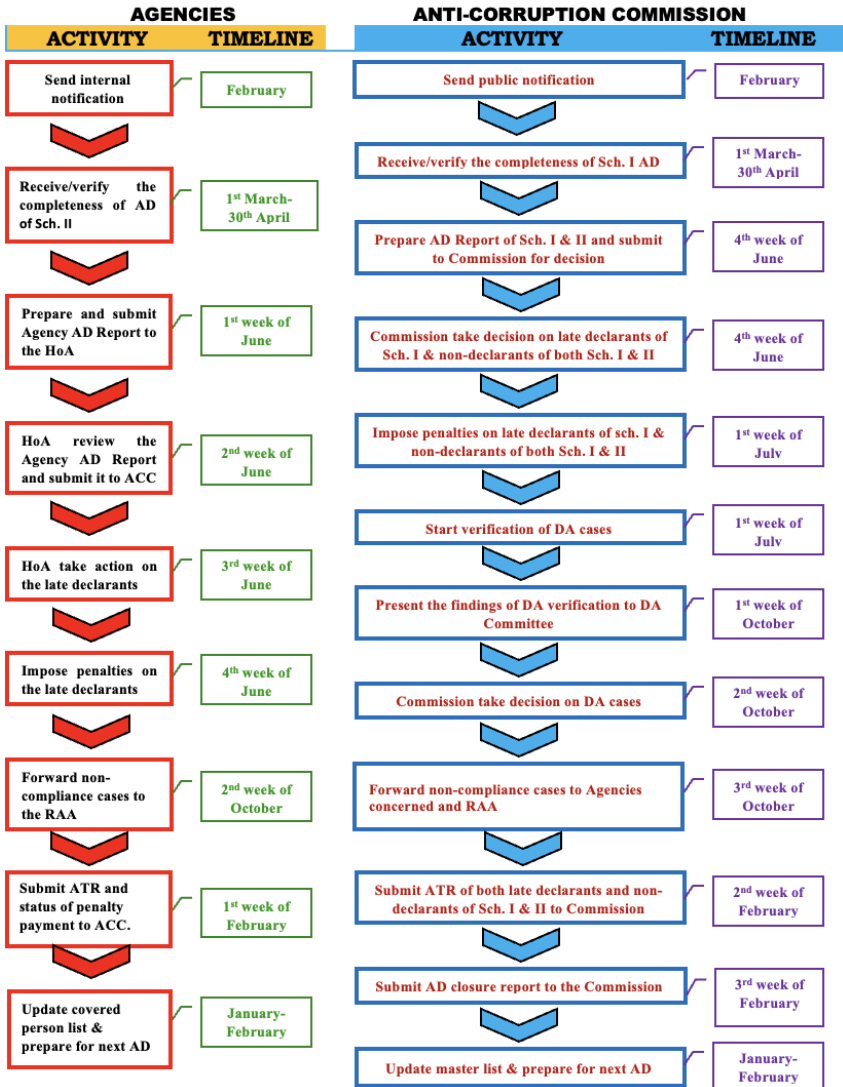 AGENCIES
ACTIVITY TIMELINE
Send internal
notification
February
Receive/verify the
completeness of AD
of Sch. II
1st March-
30th April
Prepare and submit
Agency AD Report to
the HoA
1st week of
June
HoA review the
Agency AD Report
and submit it to ACC
2nd week of
June
HoA take action on
the late declarants
3rd week of
June
Impose penalties on
the late declarants
4th week of
June
Forward non-
compliance cases to
the RAA
2nd week of
October
Submit ATR and
status of penalty
payment to ACC.
1st week of
February
Update covered
person list &
prepare for next AD
January-
February
ANTI-CORRUPTION COMMISSION
ACTIVITY TIMELINE
Send public notification
February
Receive/verify the completeness of Sch. I AD
1st March-
30th April
Prepare AD Report of Sch. I & II and submit
to Commission for decision
4th week of
June
Commission take decision on late declarants of
Sch. I & non-declarants of both Sch. I & II
4th week of
June
Impose penalties on late declarants of sch. I &
non-declarants of both Sch. I & II
1st week of
July
Start verification of DA cases
1st week of
July
Present the findings of DA verification to DA
Committee
1st week of
October
Commission take decision on DA cases
2nd week of
October
Forward non-compliance cases to Agencies
concerned and RAA
3rd week of
October
Submit ATR of both late declarants and non-
declarants of Sch. I & II to Commission
2nd week of
February
Submit AD closure report to the Commission
3rd week of
February
Update master list & prepare for next AD
January-
February